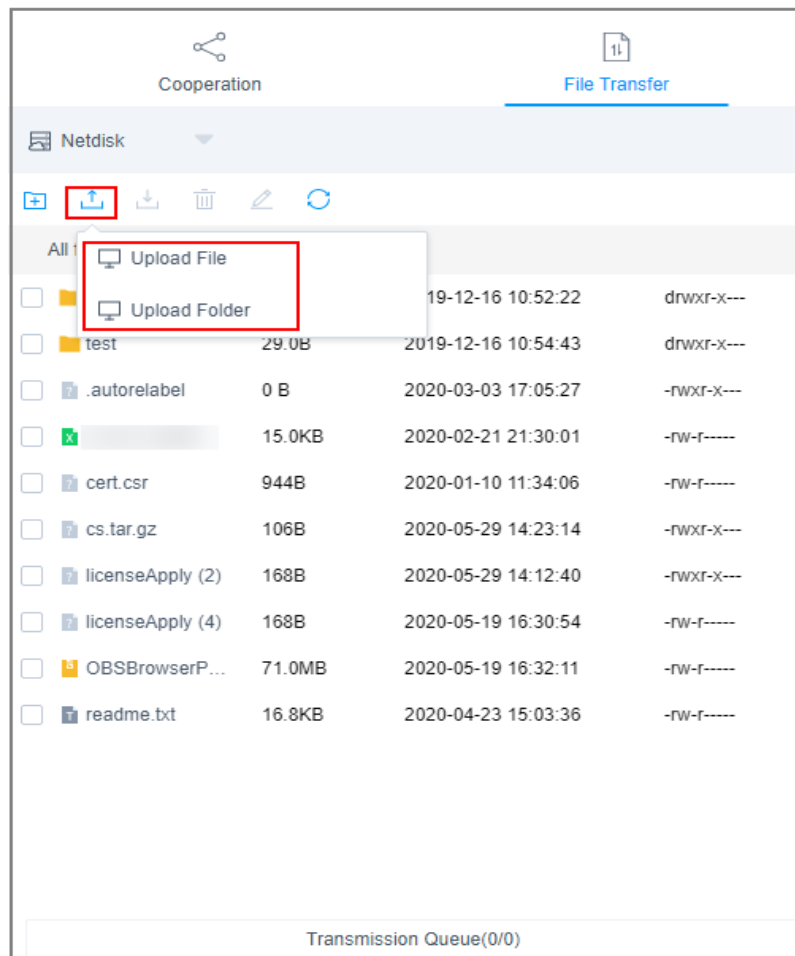 Cooperation File Transfer
Netdisk
All
Upload File
Upload Folder
19-12-16 10:52:22 drwxr-x---
test 29.0B 2019-12-16 10:54:43 drwxr-x---
.autorelabel 0 B 2020-03-03 17:05:27 -rwxr-x---
15.0KB 2020-02-21 21:30:01 -rw-r-----
cert.csr 944B 2020-01-10 11:34:06 -rw-r-----
cs.tar.gz 106B 2020-05-29 14:23:14 -rwxr-x---
licenseApply (2) 168B 2020-05-29 14:12:40 -rwxr-x---
licenseApply (4) 168B 2020-05-19 16:30:54 -rw-r-----
OBSBrowserP... 71.0MB 2020-05-19 16:32:11 -rw-r-----
readme.txt 16.8KB 2020-04-23 15:03:36 -rw-r-----
Transmission Queue(0/0)